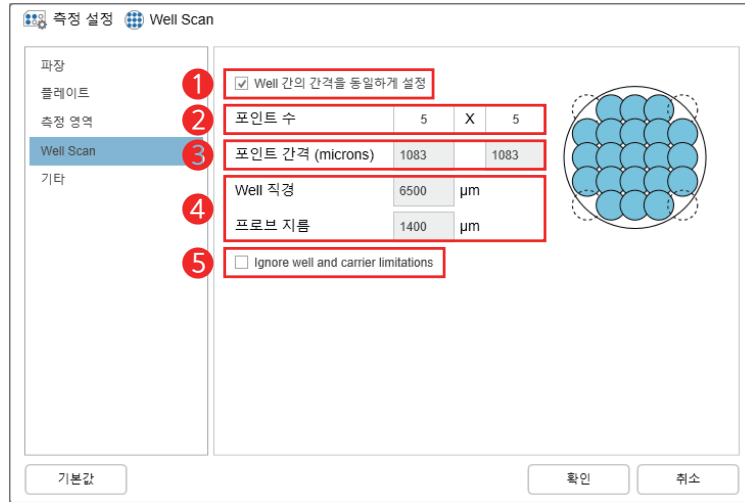 측정 설정 Well Scan
파장
플레이트
측정 영역
Well Scan
기타
1 Well 간의 간격을 동일하게 설정
2 포인트 수 5 X 5
3 포인트 간격 (microns) 1083 1083
4 Well 직경 6500 μm
프로브 지름 1400 μm
5 Ignore well and carrier limitations
기본값 확인 취소